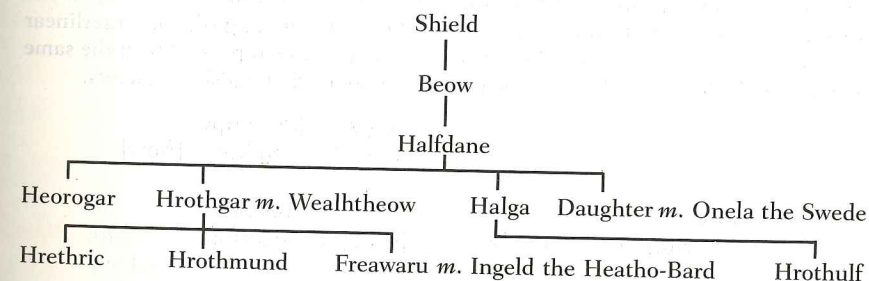 Shield
Beow
Halfdane
Heorogar Hrothgar m. Wealhtheow Halga Daughter m. Onela the Swede
Hrethric Hrothmund Freawaru m. Ingeld the Heatho-Bard Hrothulf